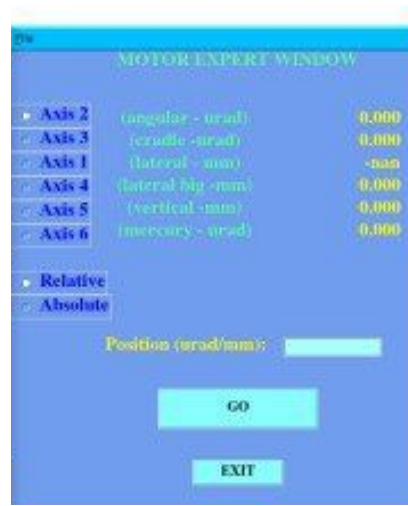 MOTOR EXPERT WINDOW
Axis 2 (angular - urad) 0.000
Axis 3 (cradle -urad) 0.000
Axis 1 (lateral - mm) -nan
Axis 4 (lateral big -mm) 0.000
Axis 5 (vertical -mm) 0.000
Axis 6 (mercury - urad) 0.000
Relative
Absolute
Position (urad/mm):
GO
EXIT